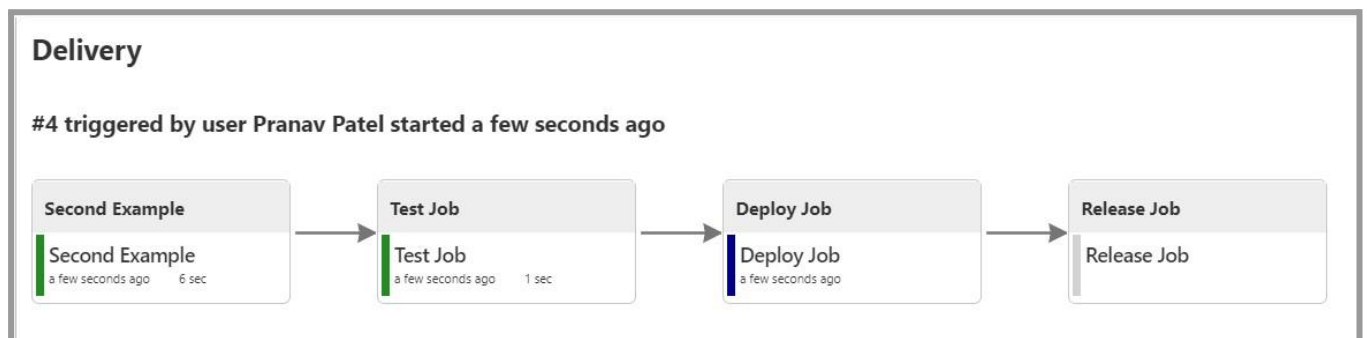 Delivery
#4 triggered by user Pranav Patel started a few seconds ago
Second Example
Second Example
a few seconds ago 6 sec
Test Job
Test Job
a few seconds ago 1 sec
Deploy Job
Deploy Job
a few seconds ago
Release Job
Release Job